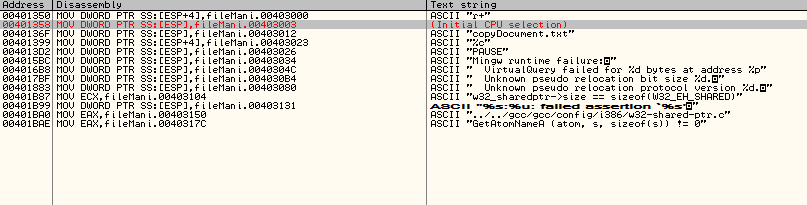 Address Disassembly Text string
00401350 MOV DWORD PTR SS:[ESP+4],fileMani.00403000 ASCII "r+"
00401358 MOV DWORD PTR SS:[ESP],fileMani.00403003 (Initial CPU selection)
0040136F MOV DWORD PTR SS:[ESP],fileMani.00403012 ASCII "copyDocument.txt"
00401399 MOV DWORD PTR SS:[ESP+4],fileMani.00403023 ASCII "%c"
004013D2 MOV DWORD PTR SS:[ESP],fileMani.00403026 ASCII "PAUSE"
004015BC MOV DWORD PTR SS:[ESP],fileMani.00403034 ASCII "Mingw runtime failure:"
004016B8 MOV DWORD PTR SS:[ESP],fileMani.0040304C ASCII "  VirtualQuery failed for %d bytes at address %p"
004017BF MOV DWORD PTR SS:[ESP],fileMani.004030B4 ASCII "  Unknown pseudo relocation bit size %d."
00401883 MOV DWORD PTR SS:[ESP],fileMani.00403080 ASCII "  Unknown pseudo relocation protocol version %d."
00401B87 MOV ECX,fileMani.00403104 ASCII "w32_sharedptr->size == sizeof(W32_EH_SHARED)"
00401B99 MOV DWORD PTR SS:[ESP],fileMani.00403131 ASCII "%s:%u: failed assertion `%s'"
00401BA0 MOV EAX,fileMani.00403150 ASCII "../../gcc/gcc/config/i386/w32-shared-ptr.c"
00401BAE MOV EAX,fileMani.0040317C ASCII "GetAtomNameA (atom, s, sizeof(s)) != 0"